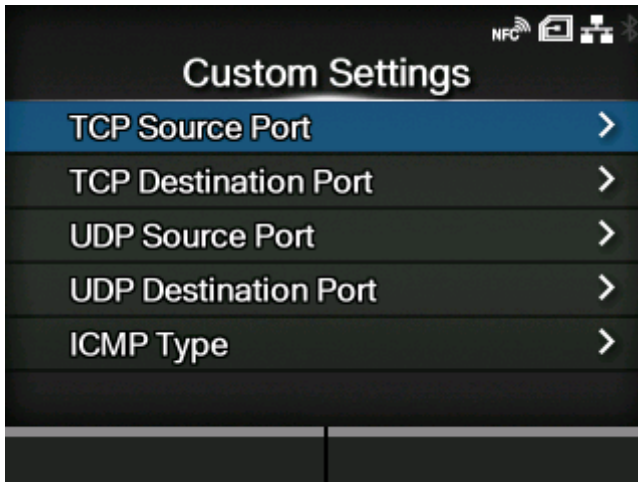 NFC
Custom Settings
TCP Source Port
TCP Destination Port
UDP Source Port
UDP Destination Port
ICMP Type